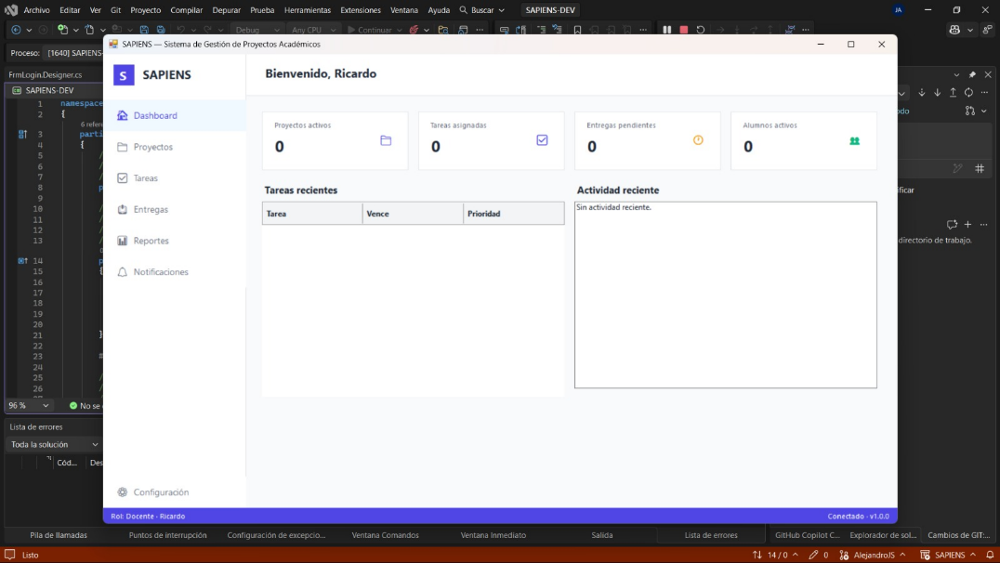 Archivo Editar Ver Git Proyecto Compilar Depurar Prueba Herramientas Extensiones Ventana Ayuda Buscar SAPIENS-DEV JA
Debug Any CPU Continuar
Proceso: [1640] SAPIENS-
SAPIENS — Sistema de Gestión de Proyectos Académicos
FrmLogin.Designer.cs
SAPIENS-DEV
1 namespace
2 {
6 refere
3 parti
4 {
5 /
6 /
7 /
8 p
9
10 /
11 /
12 /
13 /
14 p
15 {
16
17
18
19
20
21 }
22
23 #
24
25 /
26 /
96 % No se
Lista de errores
Toda la solución
Cód... Des
S SAPIENS
Dashboard
Proyectos
Tareas
Entregas
Reportes
Notificaciones
Configuración
Bienvenido, Ricardo
Proyectos activos
0
Tareas asignadas
0
Entregas pendientes
0
Alumnos activos
0
Tareas recientes
Tarea Vence Prioridad
Actividad reciente
Sin actividad reciente.
Rol: Docente - Ricardo Conectado - v1.0.0
do
ificar
directorio de trabajo.
Pila de llamadas Puntos de interrupción Configuración de excepcio... Ventana Comandos Ventana Inmediato Salida Lista de errores GitHub Copilot C... Explorador de sol... Cambios de GIT:...
Listo 14 / 0 0 AlejandroJS SAPIENS